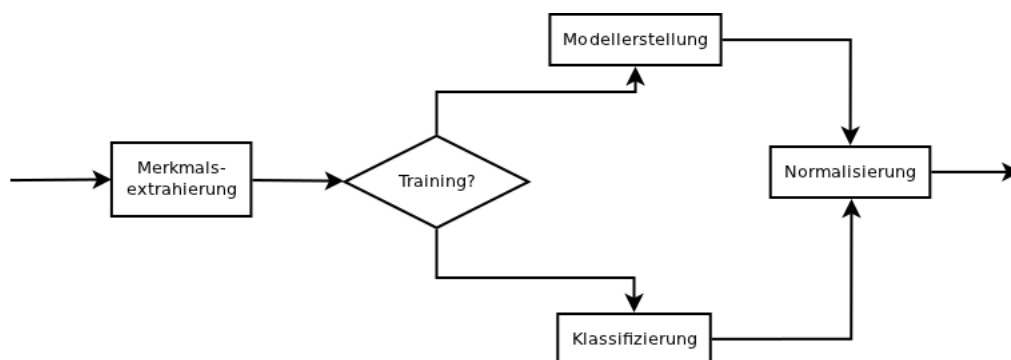 Modellerstellung
Merkmals-
extrahierung
Training?
Normalisierung
Klassifizierung